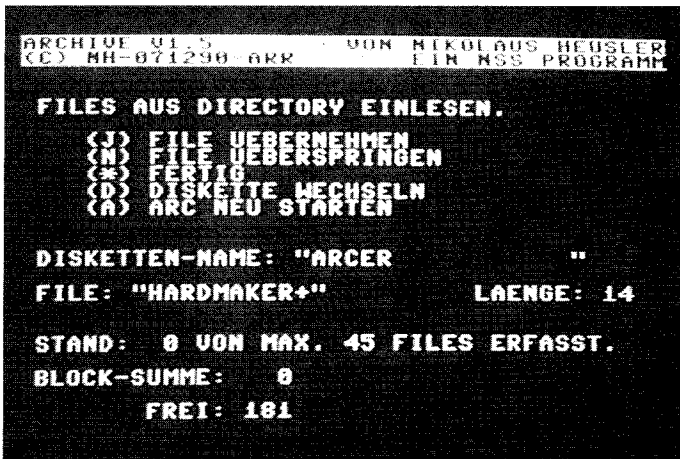 ARCHIVE V1.5 VON NIKOLAUS HEUSLER
(C) NH-071290-ARR EIN NSS PROGRAMM
FILES AUS DIRECTORY EINLESEN.
(J) FILE UEBERNEHMEN
(N) FILE UEBERSPRINGEN
(*) FERTIG
(D) DISKETTE WECHSELN
(A) ARC NEU STARTEN
DISKETTEN-NAME: "ARCER "
FILE: "HARDMAKER+" LAENGE: 14
STAND: 0 VON MAX. 45 FILES ERFASST.
BLOCK-SUMME: 0
FREI: 181